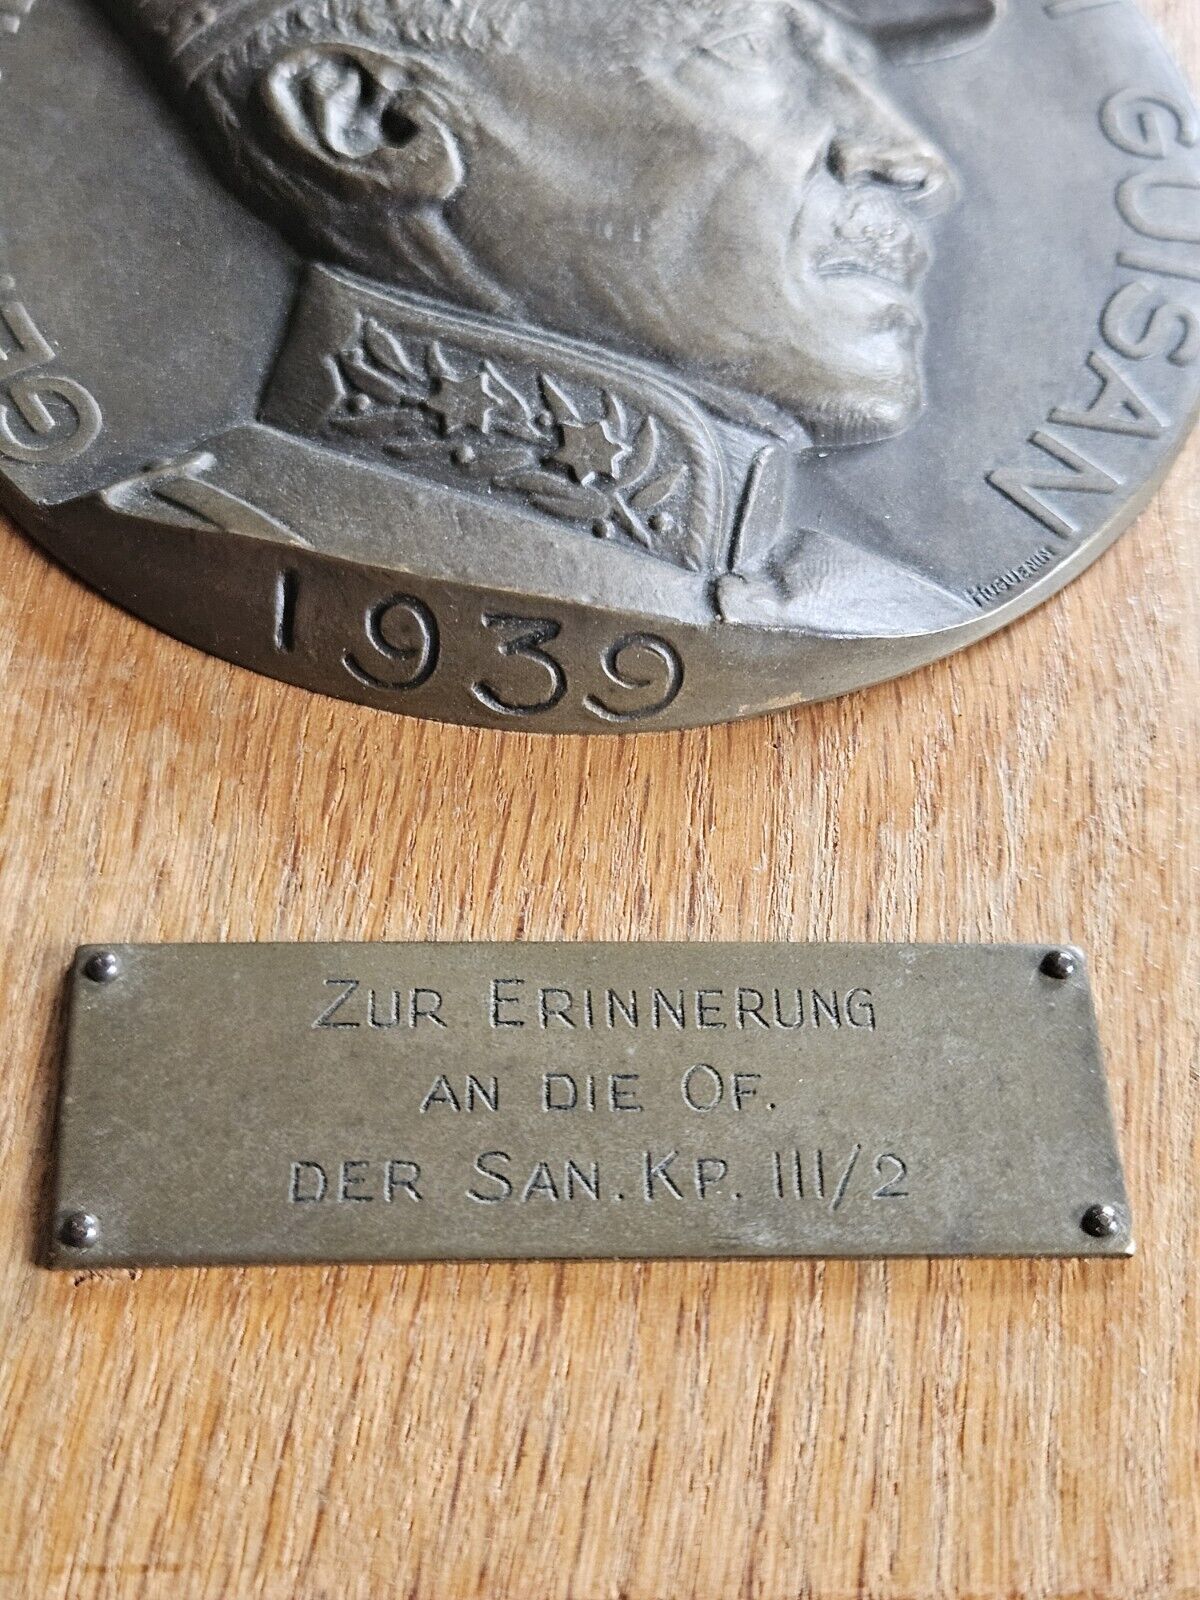 GUISAN
HUGUENIN
1939
ZUR ERINNERUNG
AN DIE OF.
DER SAN. KP. III/2